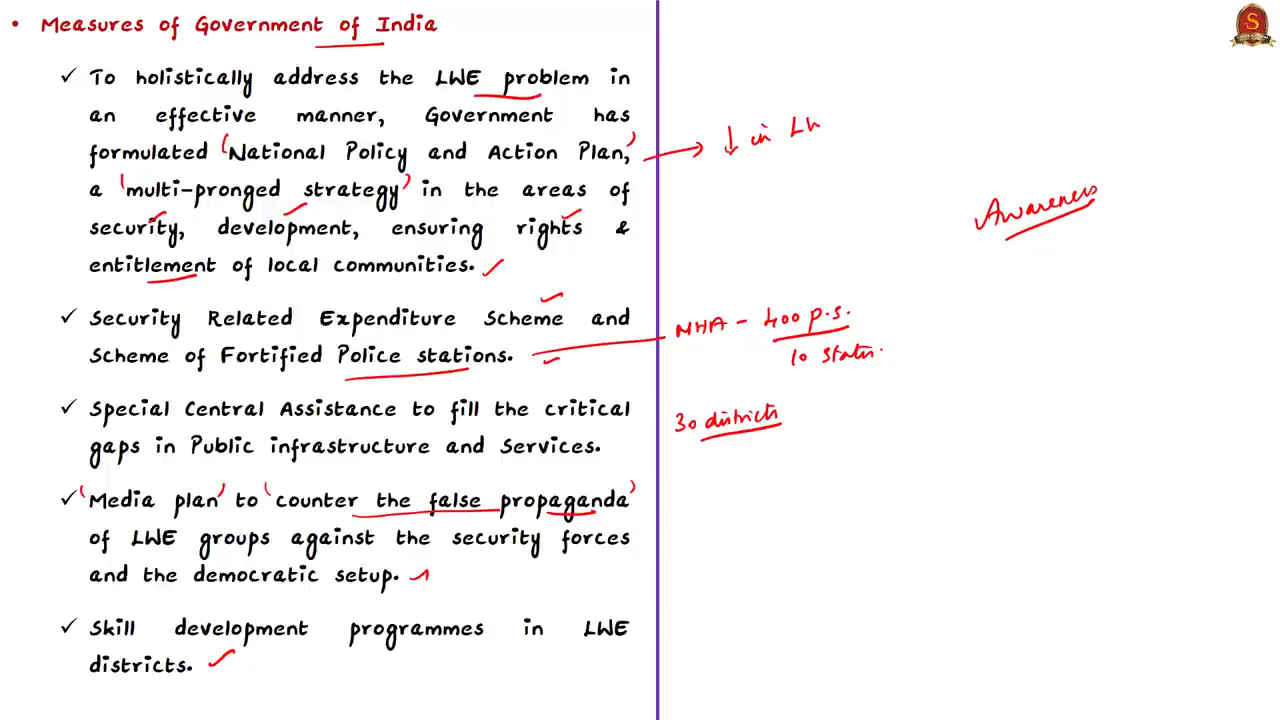 • Measures of Government of India
✓ To holistically address the LWE problem in
an effective manner, Government has
formulated (National Policy and Action Plan,)
a (multi-pronged strategy) in the areas of
security, development, ensuring rights &
entitlement of local communities.
✓ Security Related Expenditure Scheme and
Scheme of Fortified Police stations.
✓ Special Central Assistance to fill the critical
gaps in Public infrastructure and Services.
✓ (Media plan) to (counter the false propaganda)
of LWE groups against the security forces
and the democratic setup.
✓ Skill development programmes in LWE
districts.
→ ↓ in LW
MHA - 400 p.s.
10 States.
30 districts
Awareness
S